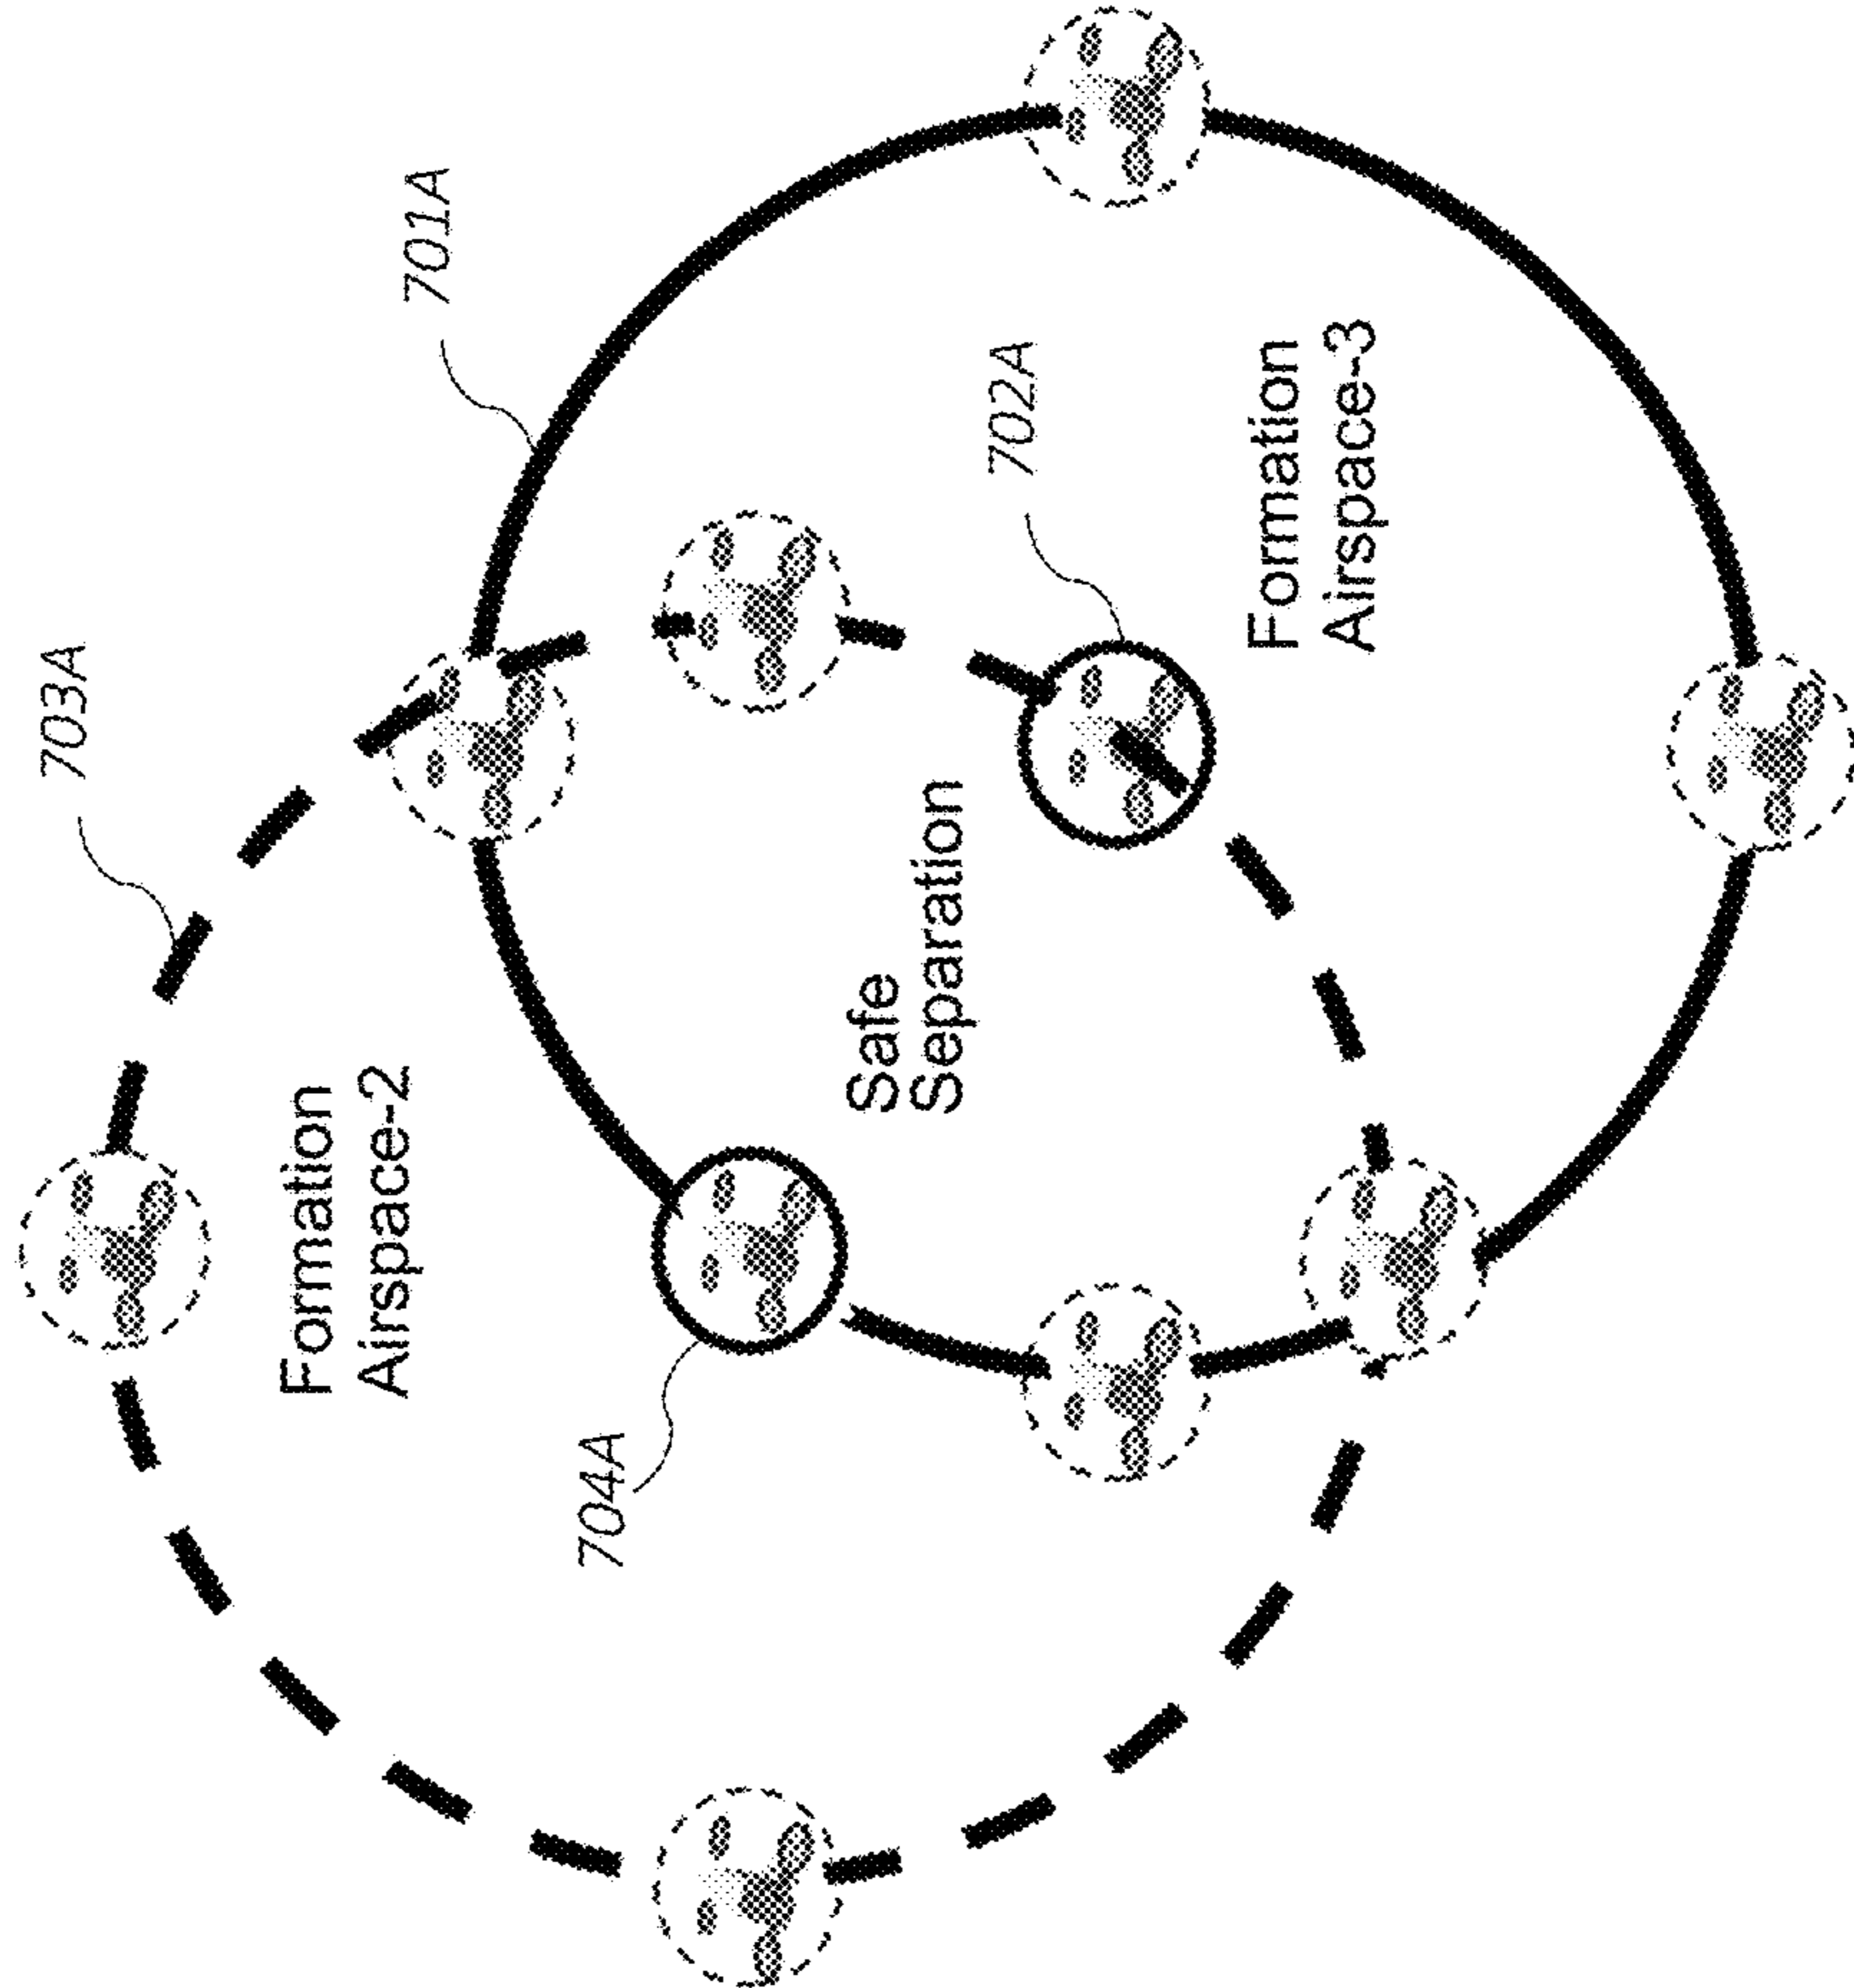 703A
701A
Formation
Airspace-2
704A
Safe
Separation
702A
Formation
Airspace-3